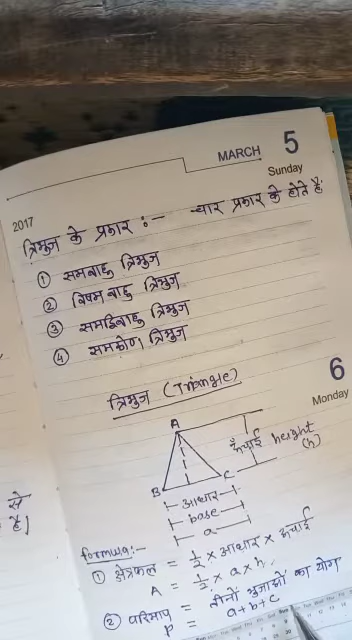 MARCH 5
Sunday
2017
त्रिभुज के प्रकार :- चार प्रकार के होते हैं
① समबाहु त्रिभुज
② विषमबाहु त्रिभुज
③ समद्विबाहु त्रिभुज
④ समकोण त्रिभुज
6
Monday
त्रिभुज (Triangle)
A
ऊँचाई height
(h)
B C
आधार
base
a
से
है।
formula:-
① क्षेत्रफल = 1/2 × आधार × ऊँचाई
A = 1/2 × a × h
② परिमाप = तीनों भुजाओं का योग
P = a+b+c